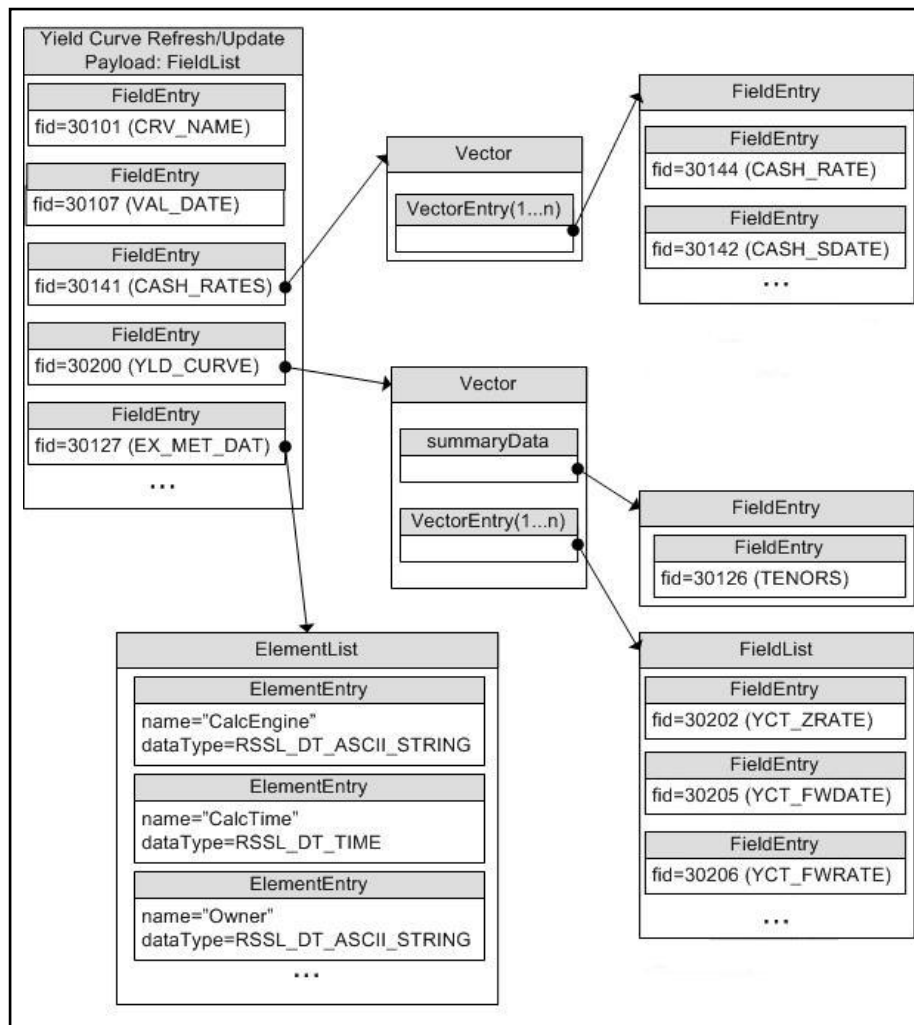 Yield Curve Refresh/Update
Payload: FieldList
FieldEntry
fid=30101 (CRV_NAME)
FieldEntry
fid=30107 (VAL_DATE)
FieldEntry
fid=30141 (CASH_RATES)
FieldEntry
fid=30200 (YLD_CURVE)
FieldEntry
fid=30127 (EX_MET_DAT)
...
Vector
VectorEntry(1...n)
FieldEntry
FieldEntry
fid=30144 (CASH_RATE)
FieldEntry
fid=30142 (CASH_SDATE)
...
Vector
summaryData
VectorEntry(1...n)
FieldEntry
FieldEntry
fid=30126 (TENORS)
FieldList
FieldEntry
fid=30202 (YCT_ZRATE)
FieldEntry
fid=30205 (YCT_FWDATE)
FieldEntry
fid=30206 (YCT_FWRATE)
...
ElementList
ElementEntry
name="CalcEngine"
dataType=RSSL_DT_ASCII_STRING
ElementEntry
name="CalcTime"
dataType=RSSL_DT_TIME
ElementEntry
name="Owner"
dataType=RSSL_DT_ASCII_STRING
...